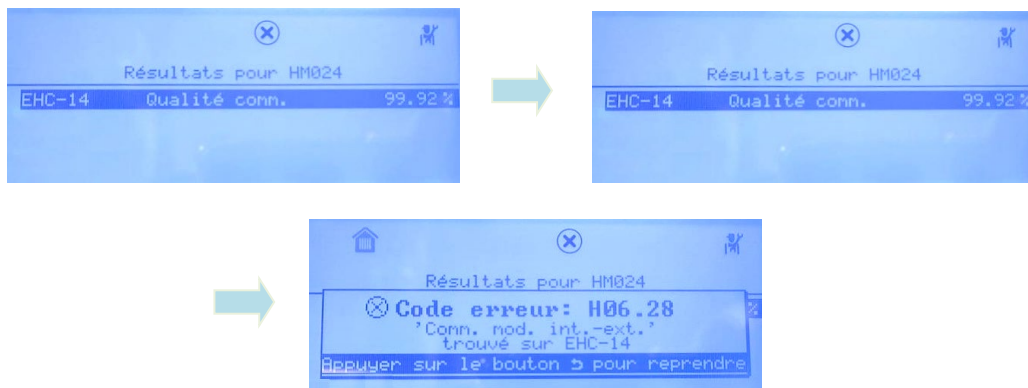 Résultats pour HM024
EHC-14 Qualité conn. 99.92%
Résultats pour HM024
EHC-14 Qualité conn. 99.92%
Résultats pour HM024
Code erreur: H06.28
'Conn. mod. int.-ext.'
trouvé sur EHC-14
Appuyer sur le bouton pour reprendre
%